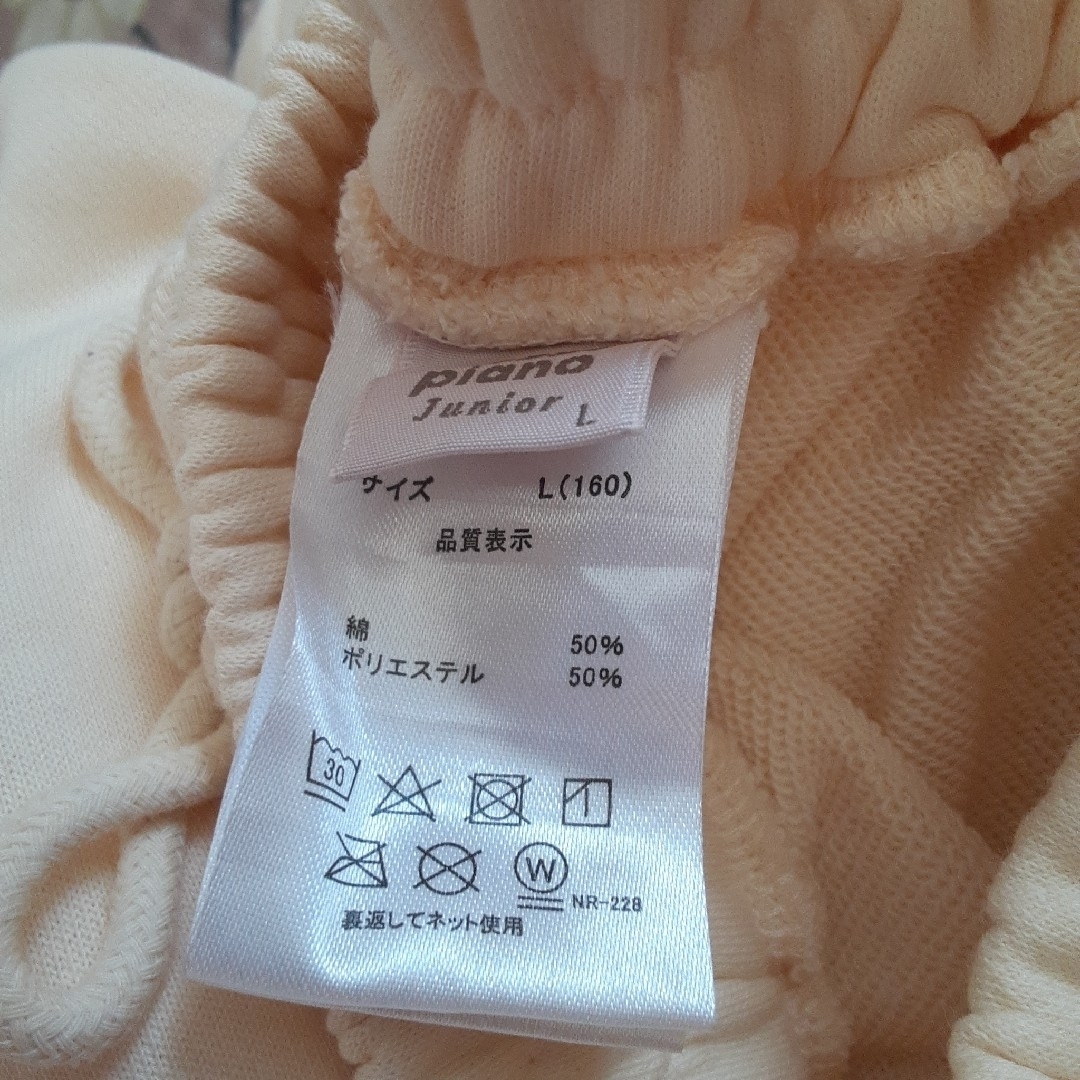 piano
Junior L
サイズ L(160)
品質表示
綿 50%
ポリエステル 50%
30
W NR-228
裏返してネット使用